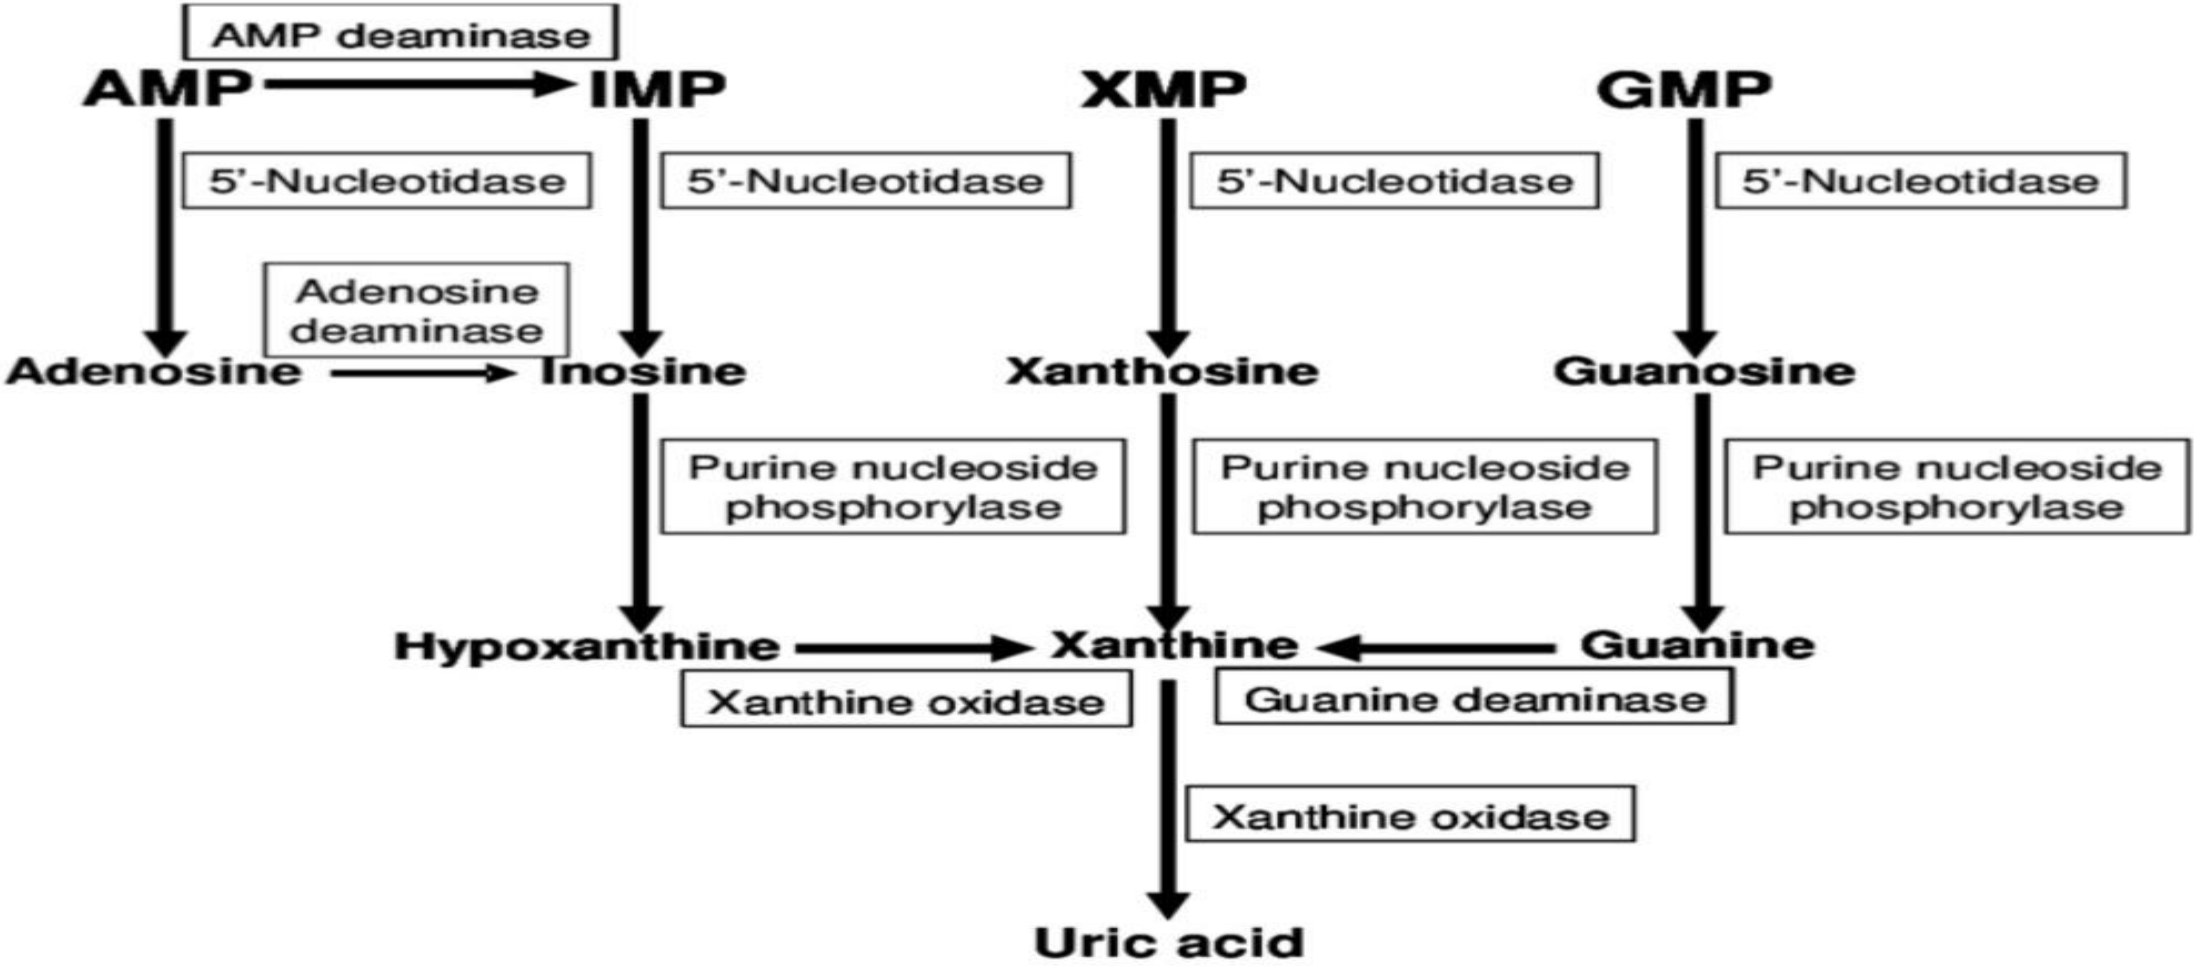 AMP deaminase
AMP
IMP
XMP
GMP
5’-Nucleotidase
5’-Nucleotidase
5’-Nucleotidase
5’-Nucleotidase
Adenosine
deaminase
Adenosine
Inosine
Xanthosine
Guanosine
Purine nucleoside
phosphorylase
Purine nucleoside
phosphorylase
Purine nucleoside
phosphorylase
Hypoxanthine
Xanthine
Guanine
Xanthine oxidase
Guanine deaminase
Xanthine oxidase
Uric acid